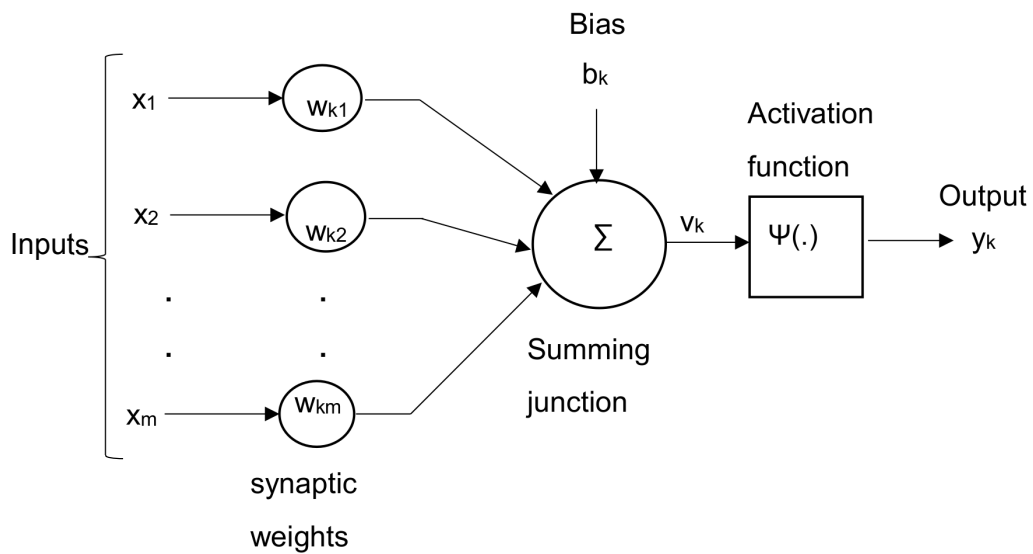 Bias
bk
x1
wk1
Activation
function
x2
wk2
Inputs
Σ
vk
Ψ(.)
Output
yk
. .
. .
Summing
junction
xm
wkm
synaptic
weights